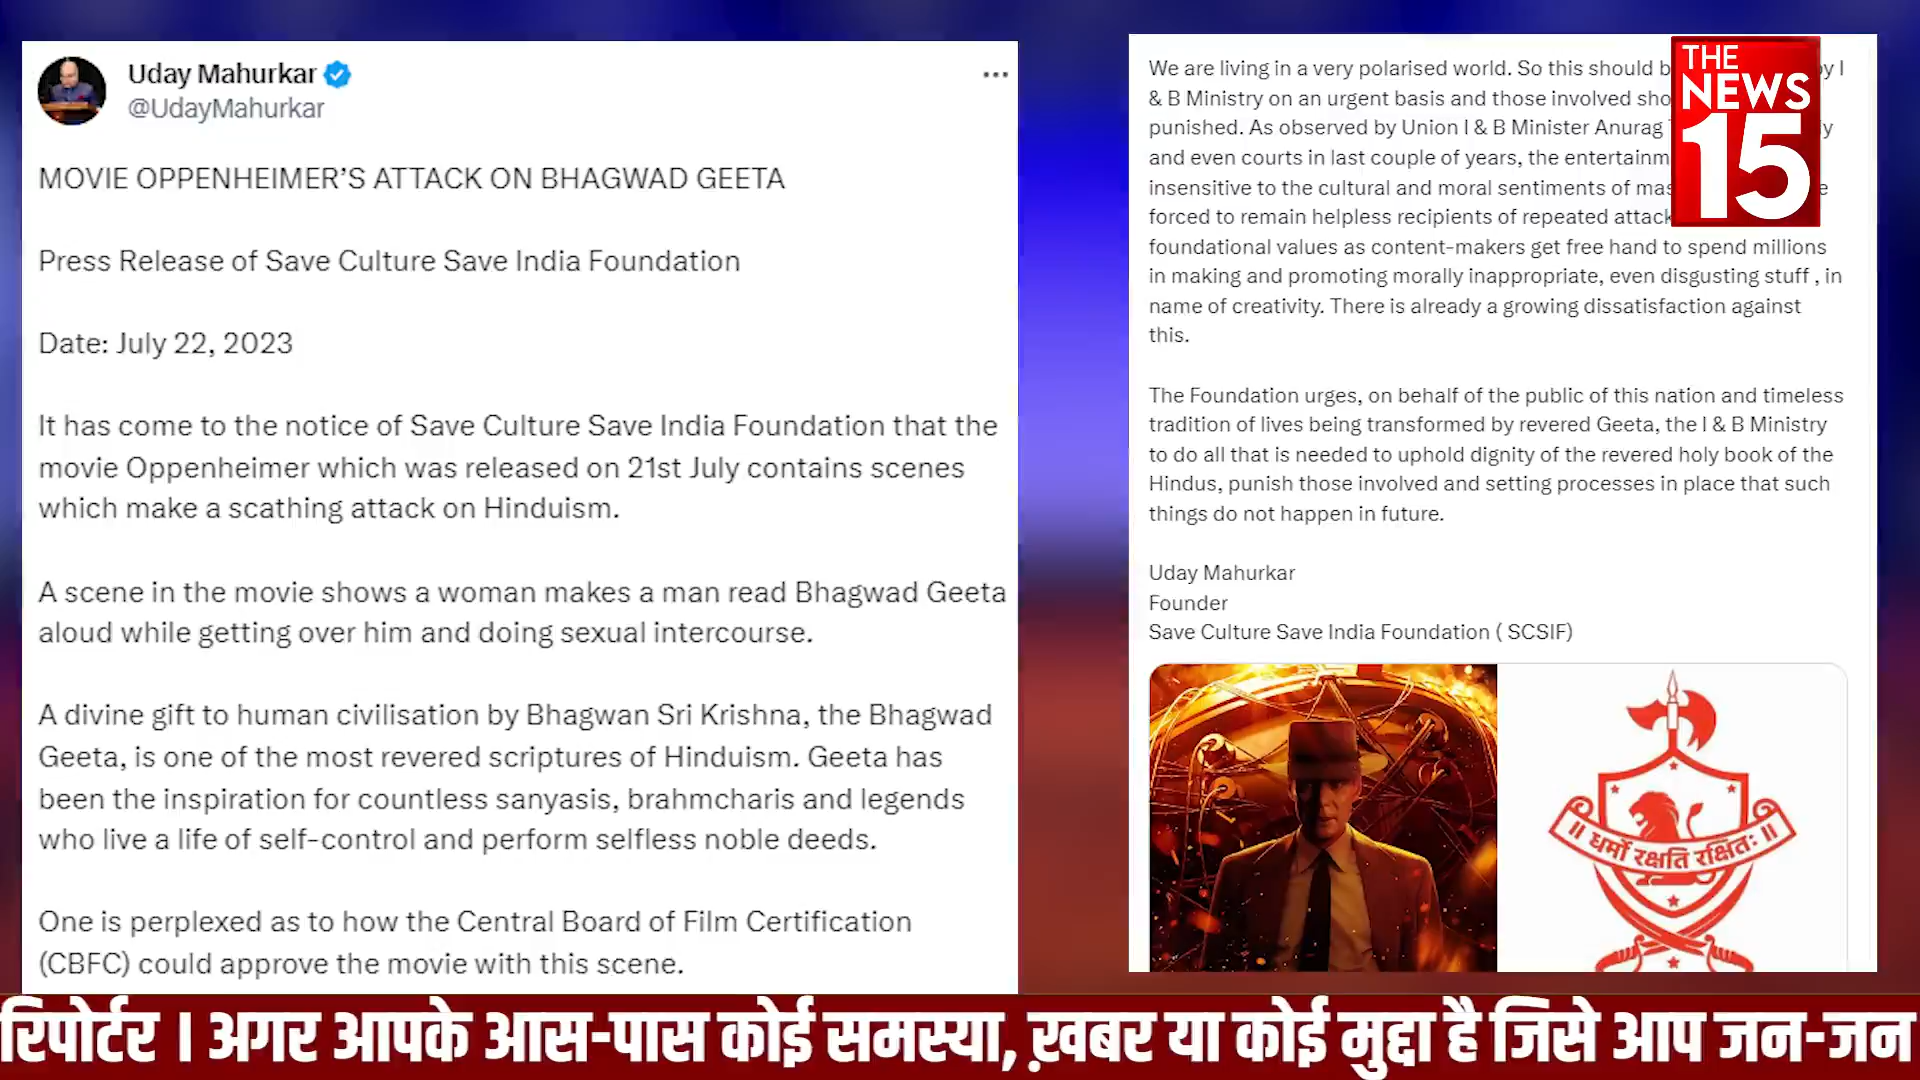 Uday Mahurkar
@UdayMahurkar
MOVIE OPPENHEIMER'S ATTACK ON BHAGWAD GEETA
Press Release of Save Culture Save India Foundation
Date: July 22, 2023
It has come to the notice of Save Culture Save India Foundation that the
movie Oppenheimer which was released on 21st July contains scenes
which make a scathing attack on Hinduism.
A scene in the movie shows a woman makes a man read Bhagwad Geeta
aloud while getting over him and doing sexual intercourse.
A divine gift to human civilisation by Bhagwan Sri Krishna, the Bhagwad
Geeta, is one of the most revered scriptures of Hinduism. Geeta has
been the inspiration for countless sanyasis, brahmcharis and legends
who live a life of self-control and perform selfless noble deeds.
One is perplexed as to how the Central Board of Film Certification
(CBFC) could approve the movie with this scene.
We are living in a very polarised world. So this should I
& B Ministry on an urgent basis and those involved
punished. As observed by Union I & B Minister Anurag
and even courts in last couple of years, the
insensitive to the cultural and moral sentiments of
forced to remain helpless recipients of repeated
foundational values as content-makers get free hand to spend millions
in making and promoting morally inappropriate, even disgusting stuff , in
name of creativity. There is already a growing dissatisfaction against
this.
The Foundation urges, on behalf of the public of this nation and timeless
tradition of lives being transformed by revered Geeta, the I & B Ministry
to do all that is needed to uphold dignity of the revered holy book of the
Hindus, punish those involved and setting processes in place that such
things do not happen in future.
Uday Mahurkar
Founder
Save Culture Save India Foundation ( SCSIF)
॥ धर्मो रक्षति रक्षित: ॥
THE
NEWS
15
रिपोर्टर । अगर आपके आस-पास कोई समस्या, ख़बर या कोई मुद्दा है जिसे आप जन-जन